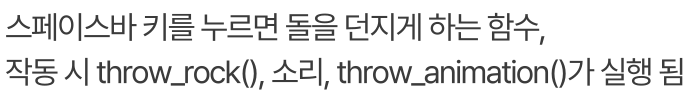 스페이스바 키를 누르면 돌을 던지게 하는 함수,
작동 시 throw_rock(), 소리, throw_animation()가 실행 됨